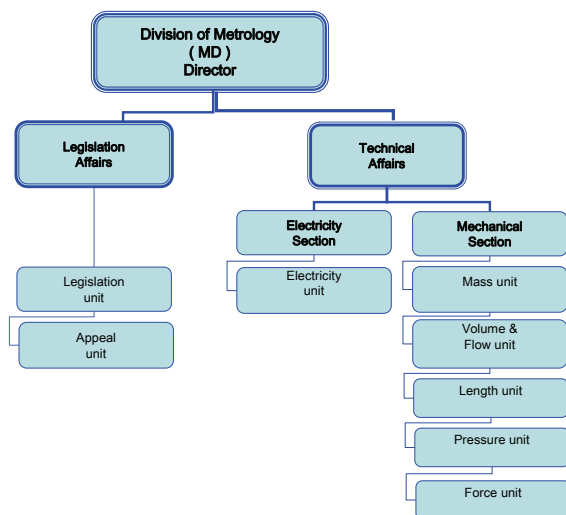 Division of Metrology
( MD )
Director
Legislation
Affairs
Technical
Affairs
Electricity
Section
Mechanical
Section
Legislation
unit
Appeal
unit
Electricity
unit
Mass unit
Volume &
Flow unit
Length unit
Pressure unit
Force unit